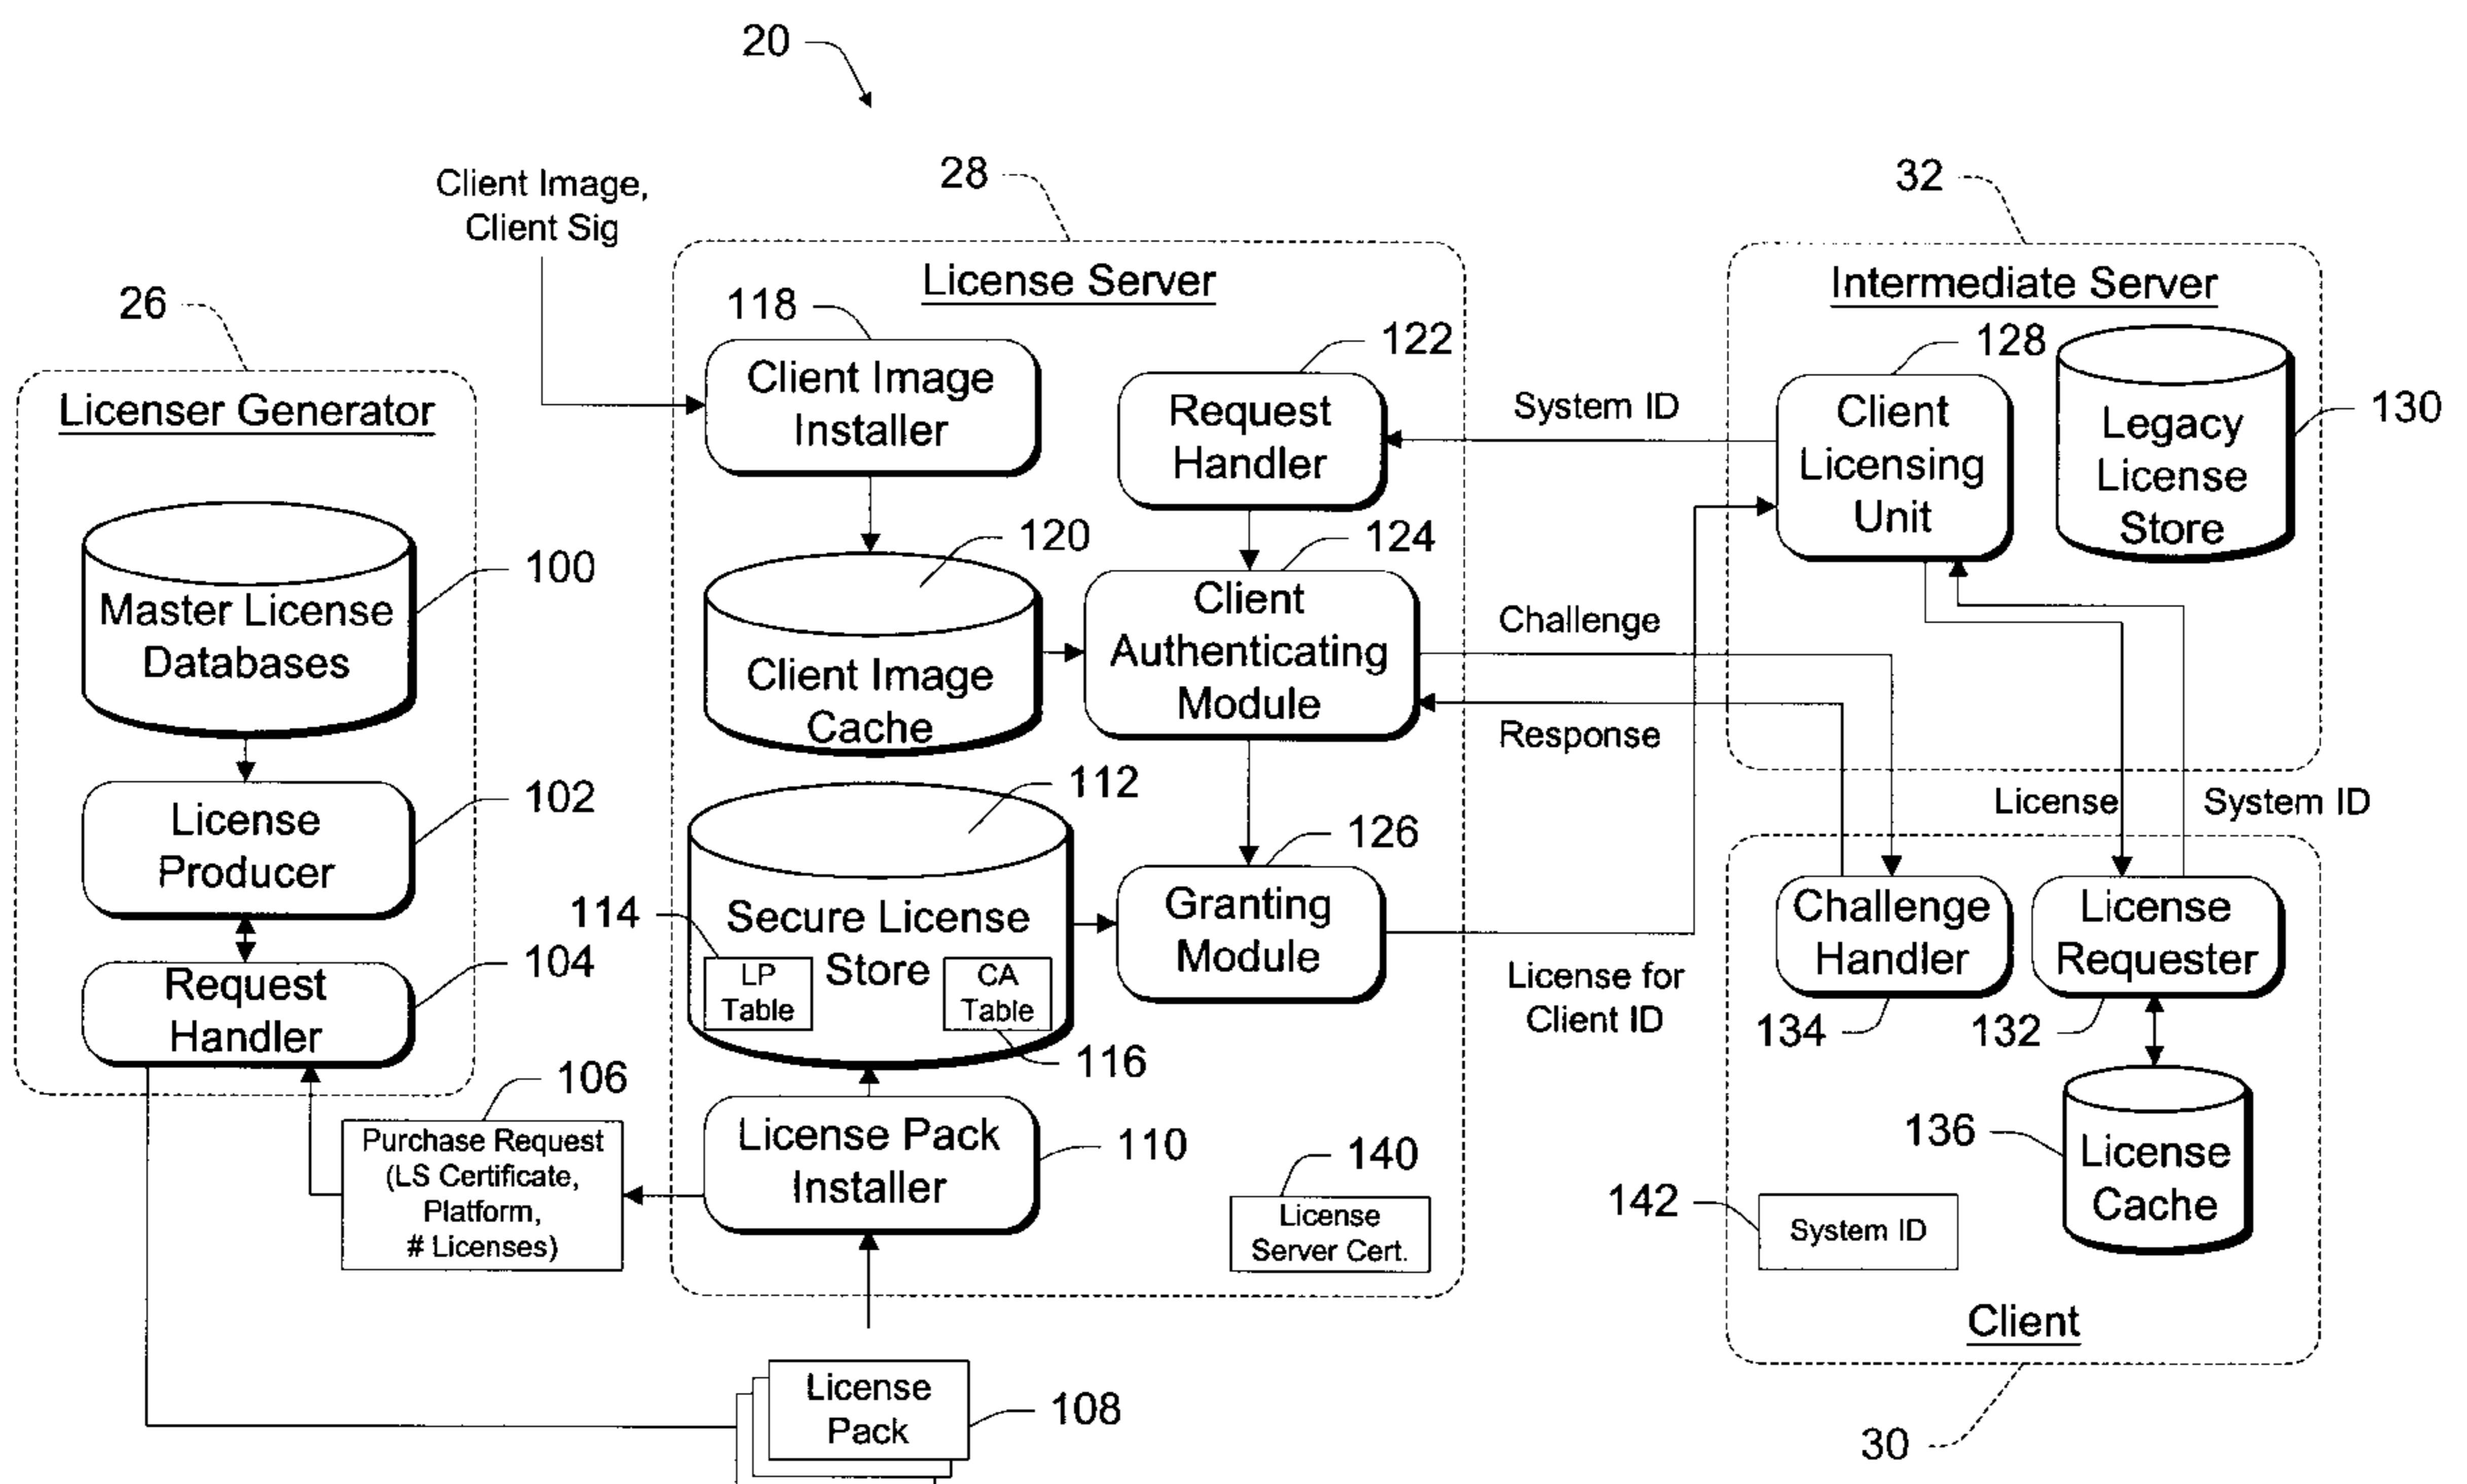 20
Client Image,
Client Sig
28
32
26
License Server
Intermediate Server
118
Client Image
Installer
122
Request
Handler
System ID
128
Client
Licensing
Unit
Legacy
License
Store
130
Licenser Generator
Master License
Databases
100
120
Client Image
Cache
124
Client
Authenticating
Module
Challenge
Response
License
System ID
License
Producer
102
112
Secure License
Store
114
LP
Table
CA
Table
116
126
Granting
Module
License for
Client ID
Challenge
Handler
134
License
Requester
132
Request
Handler
104
106
Purchase Request
(LS Certificate,
Platform,
# Licenses)
License Pack
Installer
110
140
License
Server Cert.
136
License
Cache
142
System ID
Client
30
License
Pack
108